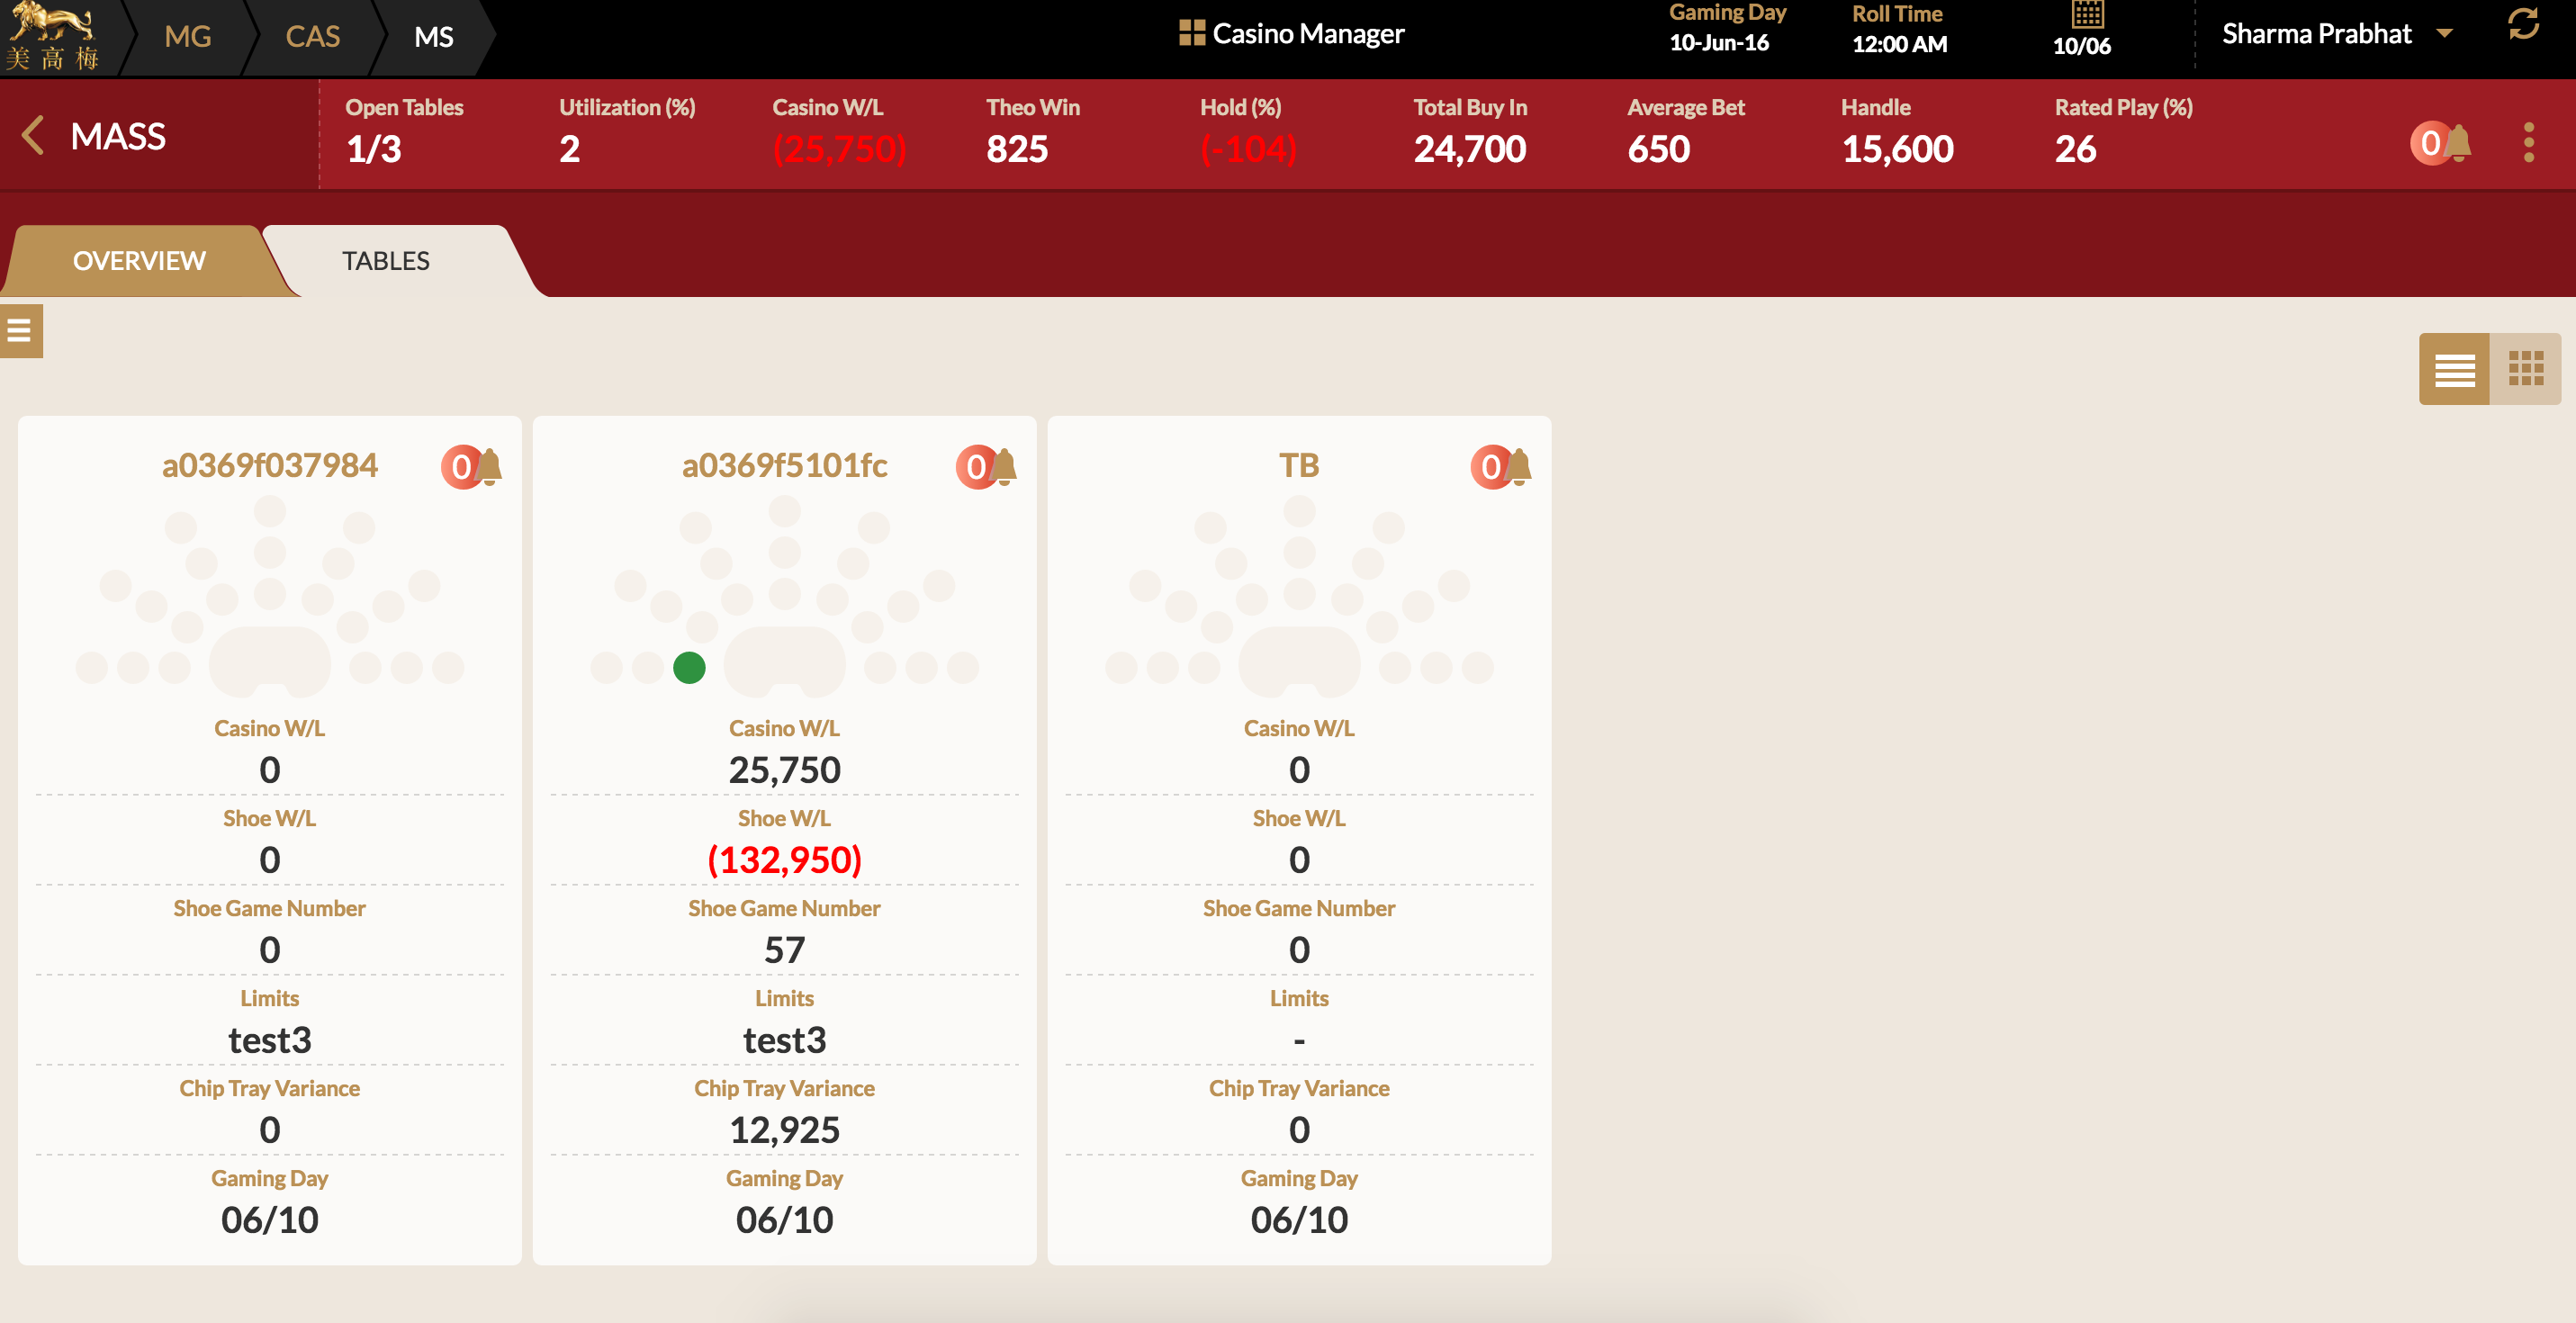 美高梅
MG
CAS
MS
Casino Manager
Gaming Day
10-Jun-16
Roll Time
12:00 AM
10/06
Sharma Prabhat
MASS
Open Tables
1/3
Utilization (%)
2
Casino W/L
(25,750)
Theo Win
825
Hold (%)
(-104)
Total Buy In
24,700
Average Bet
650
Handle
15,600
Rated Play (%)
26
0
OVERVIEW
TABLES
a0369f037984
0
Casino W/L
0
Shoe W/L
0
Shoe Game Number
0
Limits
test3
Chip Tray Variance
0
Gaming Day
06/10
a0369f5101fc
0
Casino W/L
25,750
Shoe W/L
(132,950)
Shoe Game Number
57
Limits
test3
Chip Tray Variance
12,925
Gaming Day
06/10
TB
0
Casino W/L
0
Shoe W/L
0
Shoe Game Number
0
Limits
-
Chip Tray Variance
0
Gaming Day
06/10